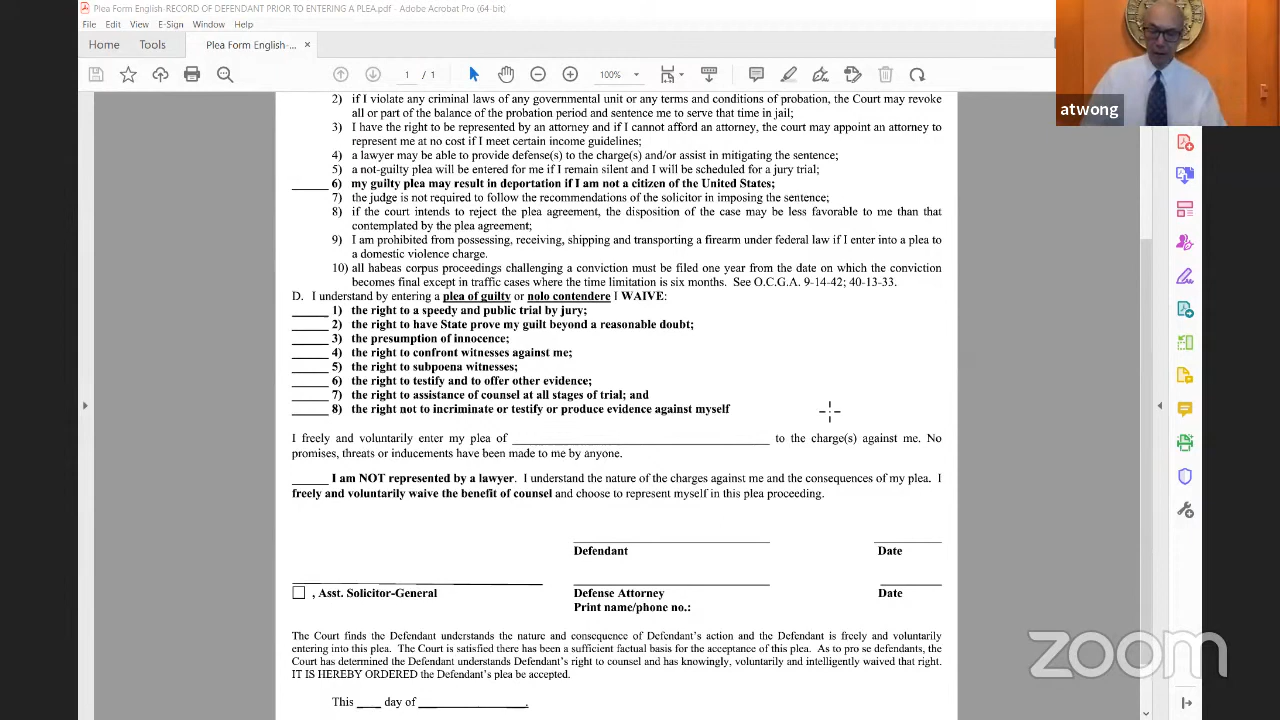 Plea Form English-RECORD OF DEFENDANT PRIOR TO ENTERING A PLEA.pdf - Adobe Acrobat Pro (64-bit)
File Edit View E-Sign Window Help
Home Tools Plea Form English-... ×
1 / 1 100%
atwong
2) if I violate any criminal laws of any governmental unit or any terms and conditions of probation, the Court may revoke
all or part of the balance of the probation period and sentence me to serve that time in jail;
3) I have the right to be represented by an attorney and if I cannot afford an attorney, the court may appoint an attorney to
represent me at no cost if I meet certain income guidelines;
4) a lawyer may be able to provide defense(s) to the charge(s) and/or assist in mitigating the sentence;
5) a not-guilty plea will be entered for me if I remain silent and I will be scheduled for a jury trial;
______ 6) my guilty plea may result in deportation if I am not a citizen of the United States;
7) the judge is not required to follow the recommendations of the solicitor in imposing the sentence;
8) if the court intends to reject the plea agreement, the disposition of the case may be less favorable to me than that
contemplated by the plea agreement;
9) I am prohibited from possessing, receiving, shipping and transporting a firearm under federal law if I enter into a plea to
a domestic violence charge.
10) all habeas corpus proceedings challenging a conviction must be filed one year from the date on which the conviction
becomes final except in traffic cases where the time limitation is six months. See O.C.G.A. 9-14-42; 40-13-33.
D. I understand by entering a plea of guilty or nolo contendere I WAIVE:
______ 1) the right to a speedy and public trial by jury;
______ 2) the right to have State prove my guilt beyond a reasonable doubt;
______ 3) the presumption of innocence;
______ 4) the right to confront witnesses against me;
______ 5) the right to subpoena witnesses;
______ 6) the right to testify and to offer other evidence;
______ 7) the right to assistance of counsel at all stages of trial; and
______ 8) the right not to incriminate or testify or produce evidence against myself
I freely and voluntarily enter my plea of ______________________ to the charge(s) against me. No
promises, threats or inducements have been made to me by anyone.
______ I am NOT represented by a lawyer. I understand the nature of the charges against me and the consequences of my plea. I
freely and voluntarily waive the benefit of counsel and choose to represent myself in this plea proceeding.
Defendant Date
☐ , Asst. Solicitor-General Defense Attorney Date
Print name/phone no.:
The Court finds the Defendant understands the nature and consequence of Defendant's action and the Defendant is freely and voluntarily
entering into this plea. The Court is satisfied there has been a sufficient factual basis for the acceptance of this plea. As to pro se defendants, the
Court has determined the Defendant understands Defendant's right to counsel and has knowingly, voluntarily and intelligently waived that right.
IT IS HEREBY ORDERED the Defendant's plea be accepted.
This ____ day of __________________.
zoom